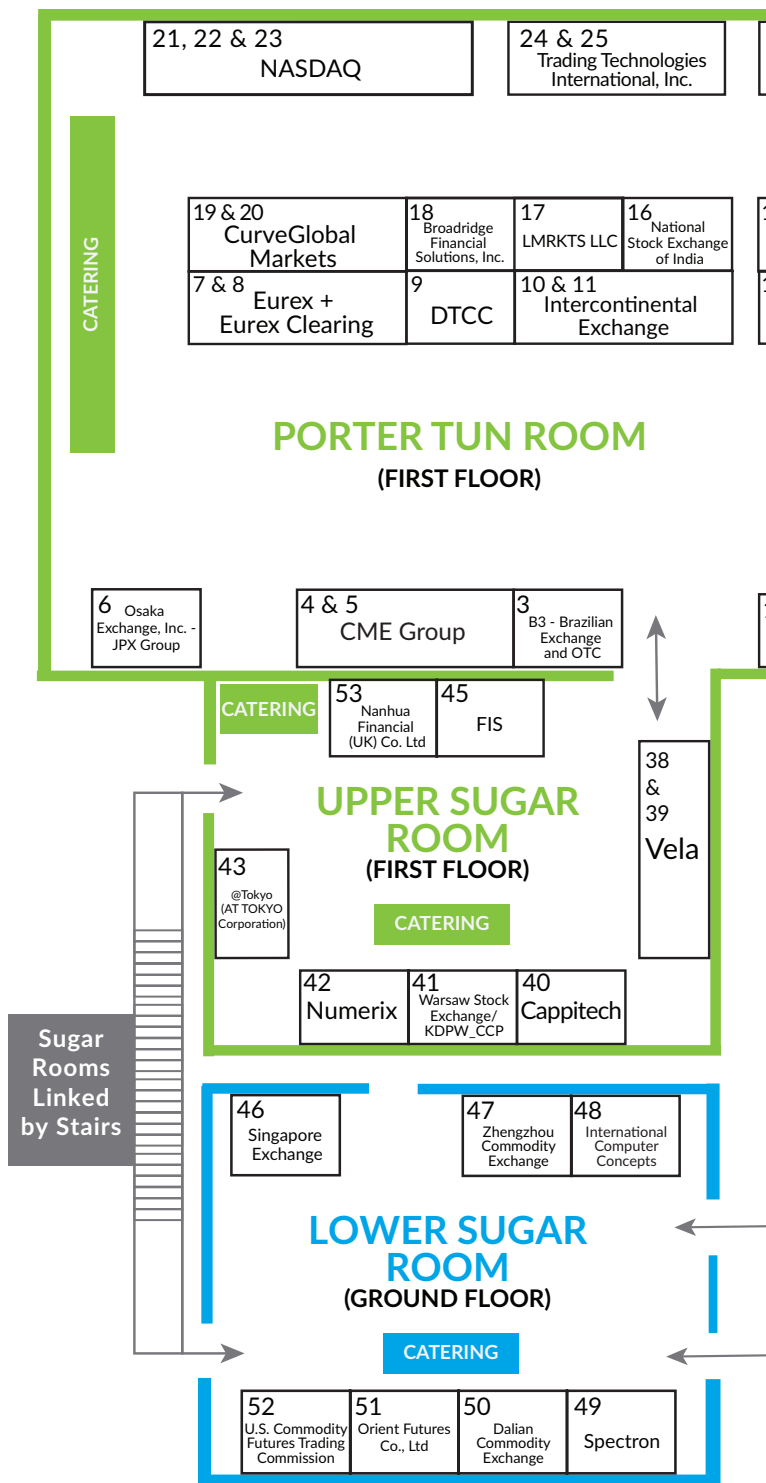 21, 22 & 23
NASDAQ
24 & 25
Trading Technologies
International, Inc.
CATERING
19 & 20
CurveGlobal
Markets
18
Broadridge
Financial
Solutions, Inc.
17
LMRKTS LLC
16
National
Stock Exchange
of India
7 & 8
Eurex +
Eurex Clearing
9
DTCC
10 & 11
Intercontinental
Exchange
PORTER TUN ROOM
(FIRST FLOOR)
6 Osaka
Exchange, Inc. -
JPX Group
4 & 5
CME Group
3
B3 - Brazilian
Exchange
and OTC
CATERING
53
Nanhua
Financial
(UK) Co. Ltd
45
FIS
38
&
39
Vela
UPPER SUGAR
ROOM
(FIRST FLOOR)
43
@Tokyo
(AT TOKYO
Corporation)
CATERING
42
Numerix
41
Warsaw Stock
Exchange/
KDPW_CCP
40
Cappitech
Sugar
Rooms
Linked
by Stairs
46
Singapore
Exchange
47
Zhengzhou
Commodity
Exchange
48
International
Computer
Concepts
LOWER SUGAR
ROOM
(GROUND FLOOR)
CATERING
52
U.S. Commodity
Futures Trading
Commission
51
Orient Futures
Co., Ltd
50
Dalian
Commodity
Exchange
49
Spectron